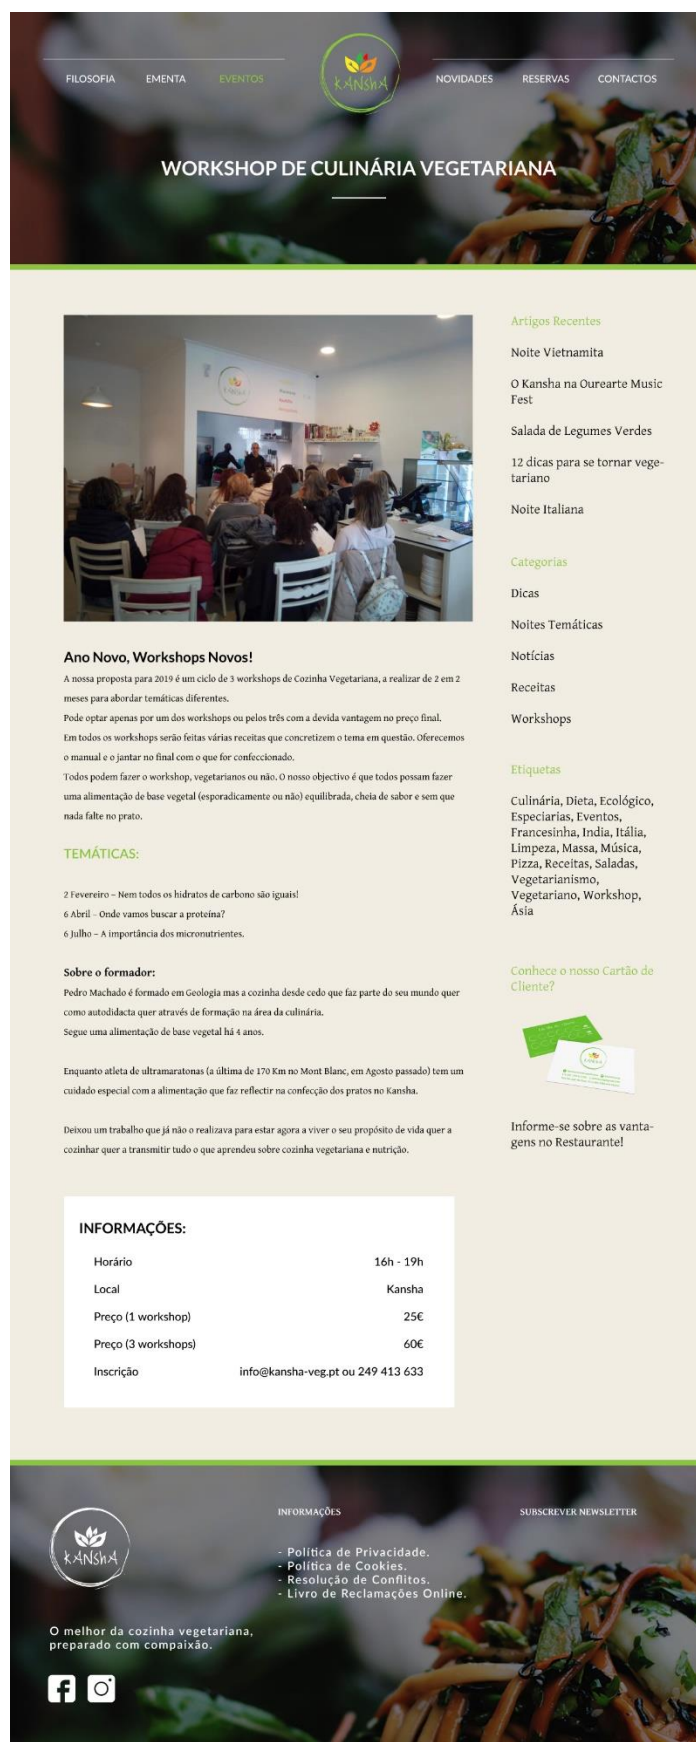 FILOSOFIA EMENTA EVENTOS KANSHA NOVIDADES RESERVAS CONTACTOS
WORKSHOP DE CULINÁRIA VEGETARIANA
Ano Novo, Workshops Novos!
A nossa proposta para 2019 é um ciclo de 3 workshops de Cozinha Vegetariana, a realizar de 2 em 2
meses para abordar temáticas diferentes.
Pode optar apenas por um dos workshops ou pelos três com a devida vantagem no preço final.
Em todos os workshops serão feitas várias receitas que concretizem o tema em questão. Oferecemos
o manual e o jantar no final com o que for confeccionado.
Todos podem fazer o workshop, vegetarianos ou não. O nosso objectivo é que todos possam fazer
uma alimentação de base vegetal (esporadicamente ou não) equilibrada, cheia de sabor e sem que
nada falte no prato.
TEMÁTICAS:
2 Fevereiro – Nem todos os hidratos de carbono são iguais!
6 Abril – Onde vamos buscar a proteína?
6 Julho – A importância dos micronutrientes.
Sobre o formador:
Pedro Machado é formado em Geologia mas a cozinha desde cedo que faz parte do seu mundo quer
como autodidacta quer através de formação na área da culinária.
Segue uma alimentação de base vegetal há 4 anos.
Enquanto atleta de ultramaratonas (a última de 170 Km no Mont Blanc, em Agosto passado) tem um
cuidado especial com a alimentação que faz reflectir na confecção dos pratos no Kansha.
Deixou um trabalho que já não o realizava para estar agora a viver o seu propósito de vida quer a
cozinhar quer a transmitir tudo o que aprendeu sobre cozinha vegetariana e nutrição.
INFORMAÇÕES:
Horário 16h - 19h
Local Kansha
Preço (1 workshop) 25€
Preço (3 workshops) 60€
Inscrição info@kansha-veg.pt ou 249 413 633
Artigos Recentes
Noite Vietnamita
O Kansha na Ourearte Music
Fest
Salada de Legumes Verdes
12 dicas para se tornar vege-
tariano
Noite Italiana
Categorias
Dicas
Noites Temáticas
Notícias
Receitas
Workshops
Etiquetas
Culinária, Dieta, Ecológico,
Especiarias, Eventos,
Francesinha, India, Itália,
Limpeza, Massa, Música,
Pizza, Receitas, Saladas,
Vegetarianismo,
Vegetariano, Workshop,
Ásia
Conhece o nosso Cartão de
Cliente?
Informe-se sobre as vanta-
gens no Restaurante!
KANSHA
O melhor da cozinha vegetariana,
preparado com compaixão.
INFORMAÇÕES
- Política de Privacidade.
- Política de Cookies.
- Resolução de Conflitos.
- Livro de Reclamações Online.
SUBSCREVER NEWSLETTER